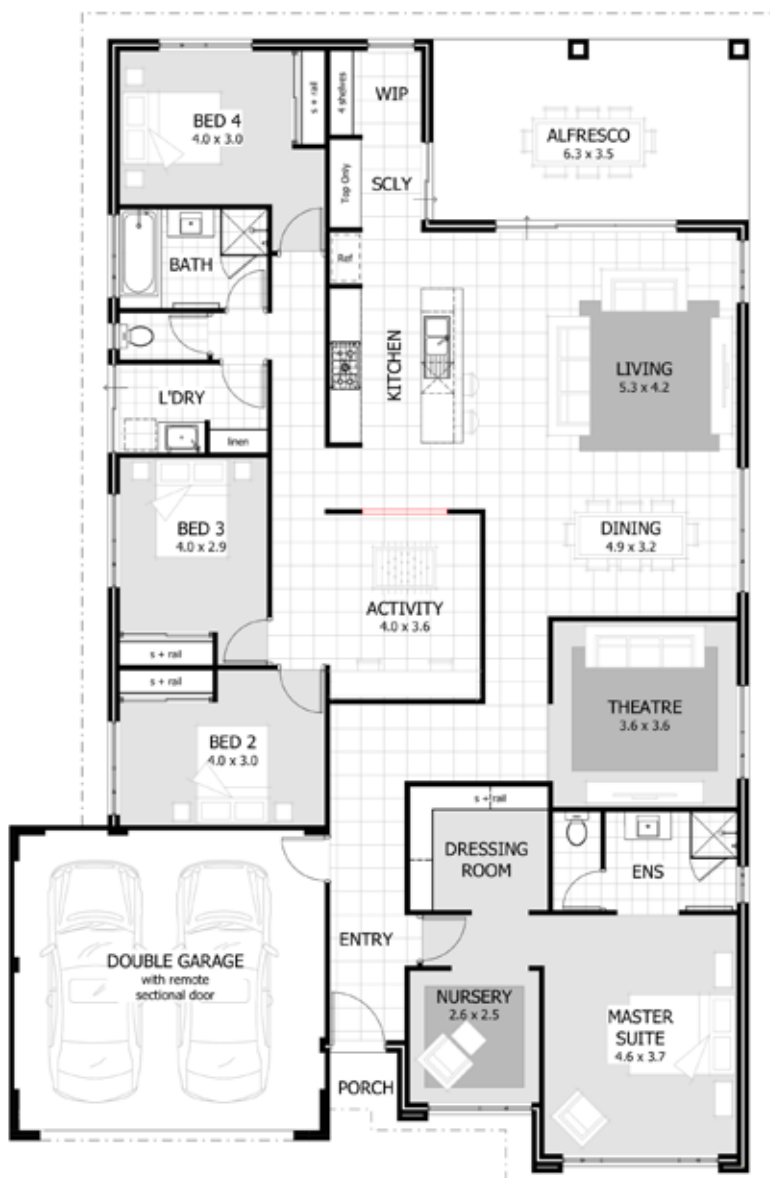 BED 4
4.0 x 3.0
s + rail
4 shelves
WIP
ALFRESCO
6.3 x 3.5
Top Only
SCLY
BATH
Ref
KITCHEN
LIVING
5.3 x 4.2
L'DRY
linen
BED 3
4.0 x 2.9
DINING
4.9 x 3.2
ACTIVITY
4.0 x 3.6
s + rail
s + rail
THEATRE
3.6 x 3.6
BED 2
4.0 x 3.0
s + rail
DRESSING
ROOM
ENS
ENTRY
DOUBLE GARAGE
with remote
sectional door
NURSERY
2.6 x 2.5
MASTER
SUITE
4.6 x 3.7
PORCH